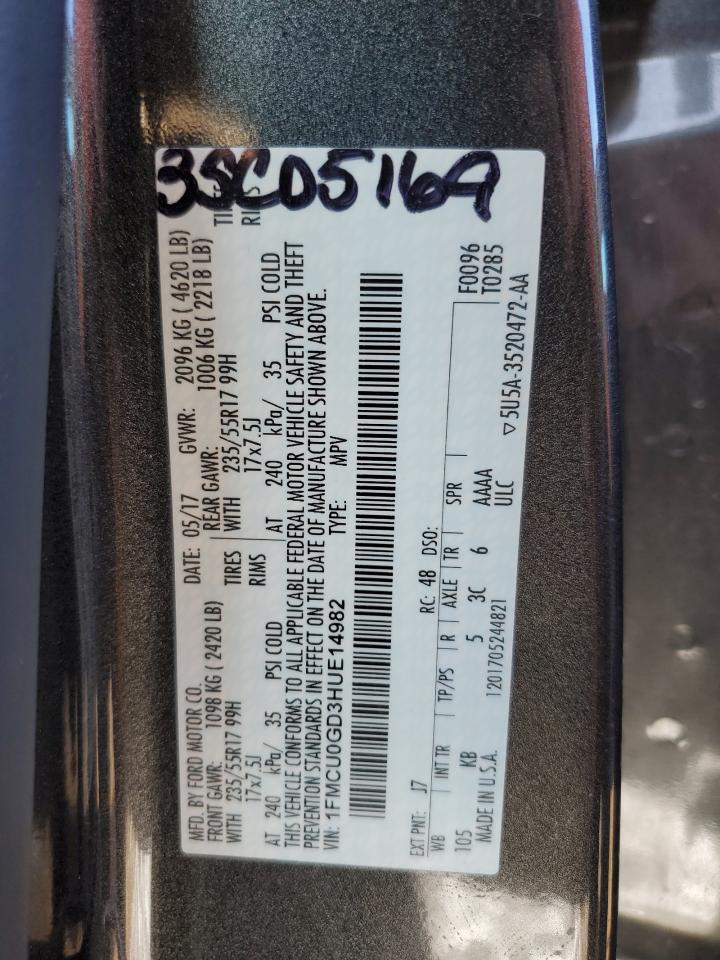 3SCD5169
MFD. BY FORD MOTOR CO. DATE: 05/17 GVWR: 2096 KG ( 4620 LB)
FRONT GAWR: 1098 KG ( 2420 LB) REAR GAWR: 1006 KG ( 2218 LB)
WITH 235/55R17 99H TIRES WITH 235/55R17 99H
17x7.5J RIMS 17x7.5J RIMS
AT 240 kPa/ 35 PSI COLD AT 240 kPa/ 35 PSI COLD
THIS VEHICLE CONFORMS TO ALL APPLICABLE FEDERAL MOTOR VEHICLE SAFETY AND THEFT
PREVENTION STANDARDS IN EFFECT ON THE DATE OF MANUFACTURE SHOWN ABOVE.
VIN: 1FMCU0GD3HUE14982 TYPE: MPV
EXT PNT: J7 RC: 48 DSO: F0096
WB INT TR TP/PS R AXLE TR SPR T0285
105 KB 5 3C 6 AAAA
MADE IN U.S.A. 1201705244821 ULC ▽5U5A-3520472-AA